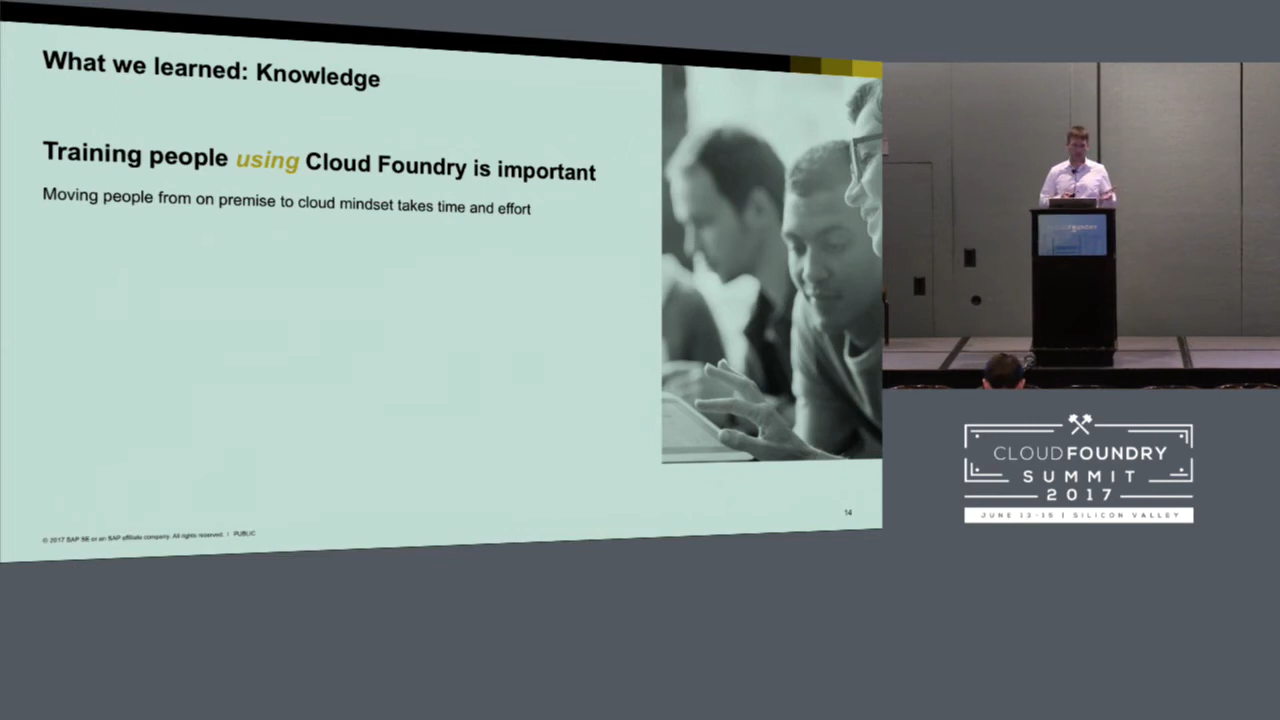 What we learned: Knowledge
Training people using Cloud Foundry is important
Moving people from on premise to cloud mindset takes time and effort
14
© 2017 SAP SE or an SAP affiliate company. All rights reserved. | PUBLIC
CLOUDFOUNDRY
SUMMIT
2017
JUNE 13-15 | SILICON VALLEY